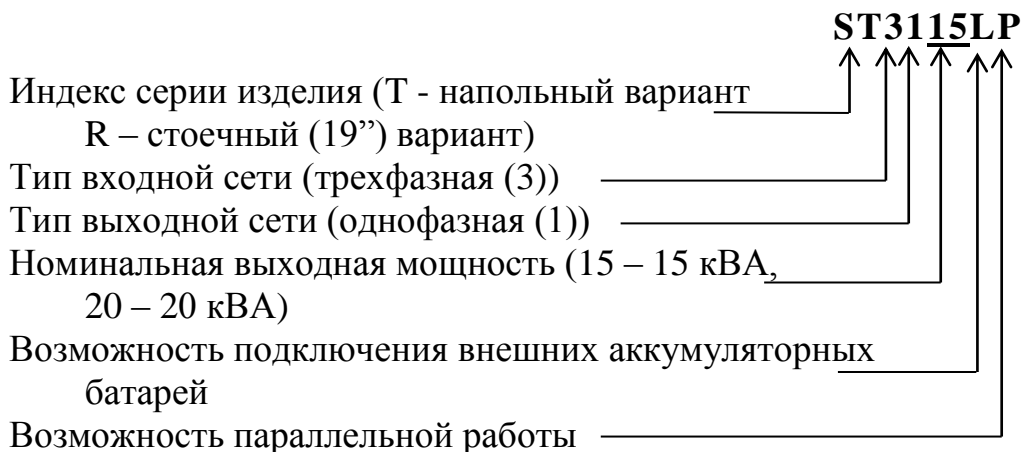 ST3115LP
Индекс серии изделия (Т - напольный вариант
R – стоечный (19”) вариант)
Тип входной сети (трехфазная (3))
Тип выходной сети (однофазная (1))
Номинальная выходная мощность (15 – 15 кВА,
20 – 20 кВА)
Возможность подключения внешних аккумуляторных
батарей
Возможность параллельной работы